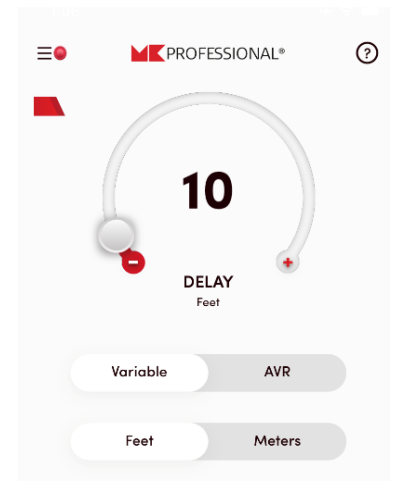 MK PROFESSIONAL®
?
10
-
+
DELAY
Feet
Variable AVR
Feet Meters